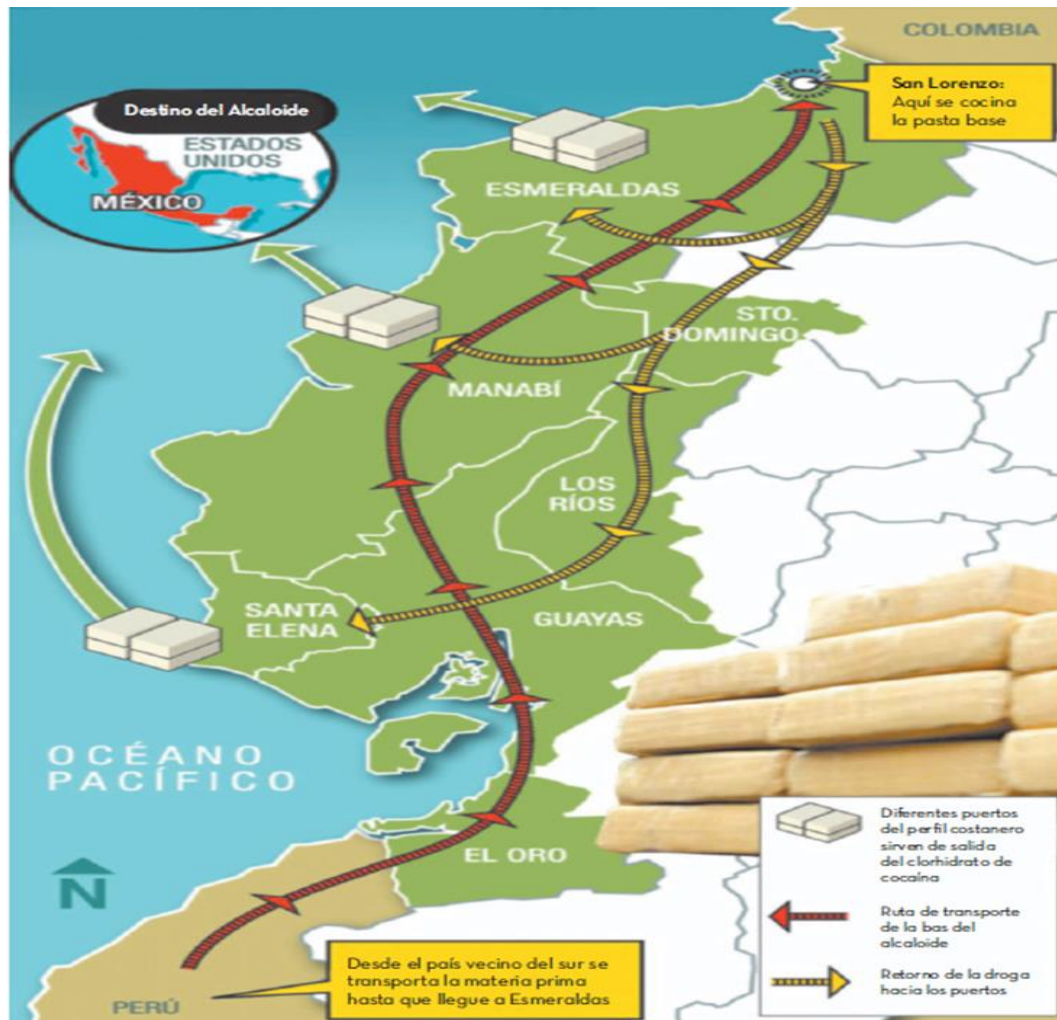 COLOMBIA
San Lorenzo:
Aquí se cocina
la pasta base
Destino del Alcaloide
ESTADOS
UNIDOS
MÉXICO
ESMERALDAS
STO.
DOMINGO
MANABÍ
LOS
RÍOS
SANTA
ELENA
GUAYAS
OCÉANO
PACÍFICO
N
EL ORO
PERÚ
Desde el país vecino del sur se
transporta la materia prima
hasta que llegue a Esmeraldas
Diferentes puertos
del perfil costanero
sirven de salida
del clorhidrato de
cocaína
Ruta de transporte
de la bas del
alcaloide
Retorno de la droga
hacia los puertos